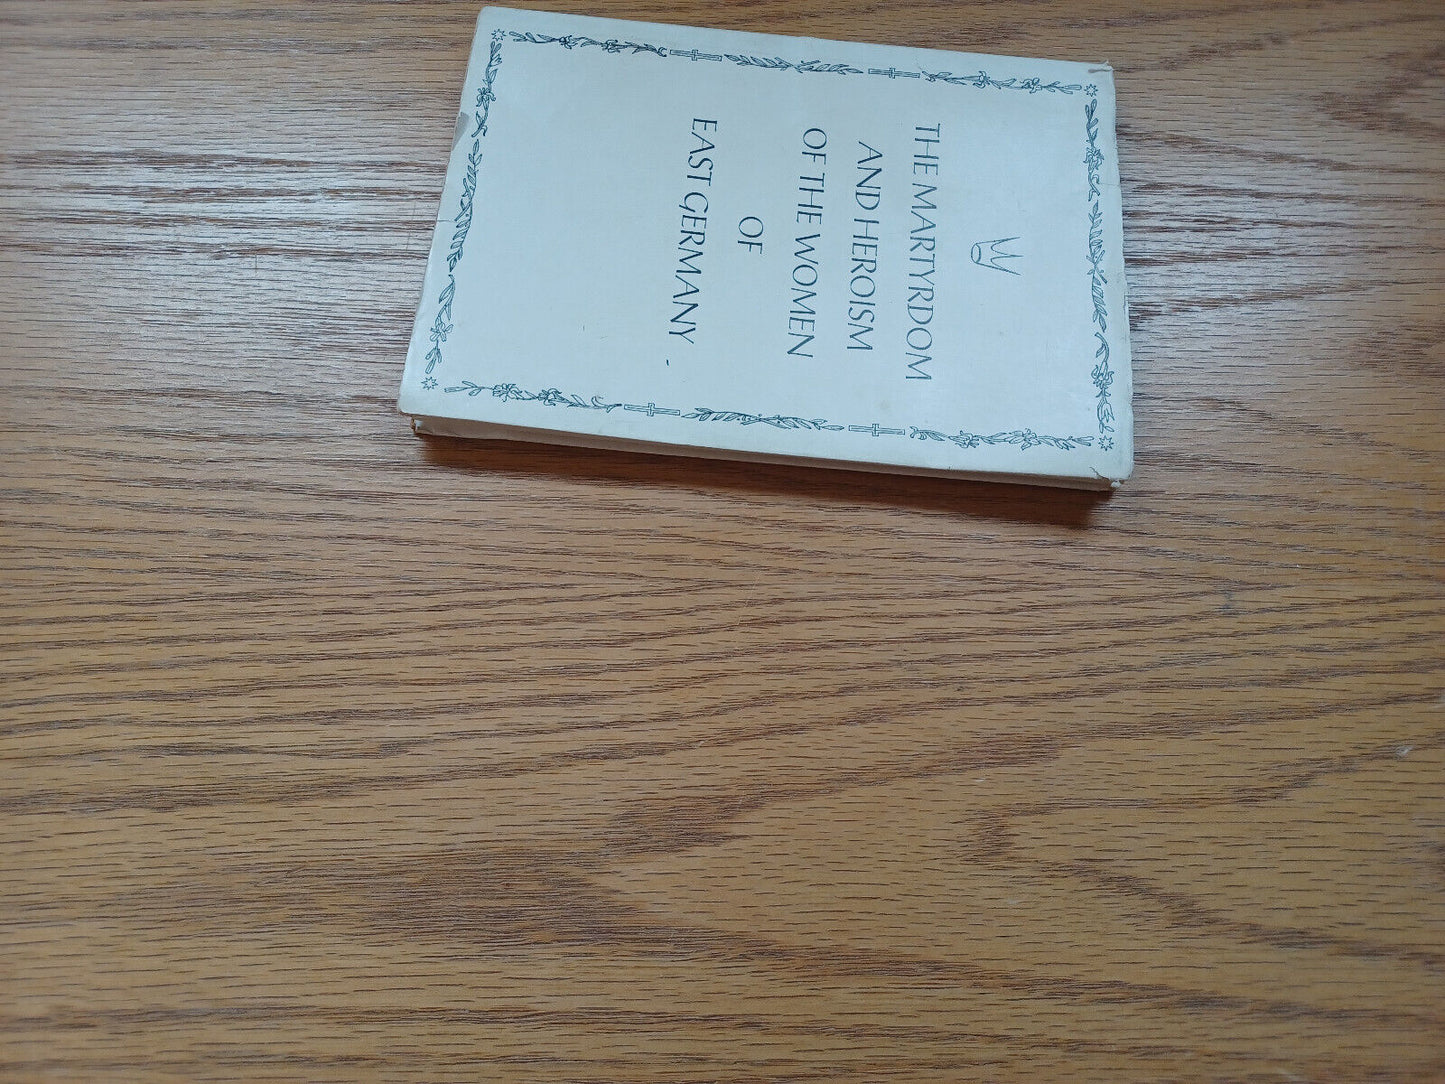 THE MARTYRDOM
AND HEROISM
OF THE WOMEN
OF
EAST GERMANY